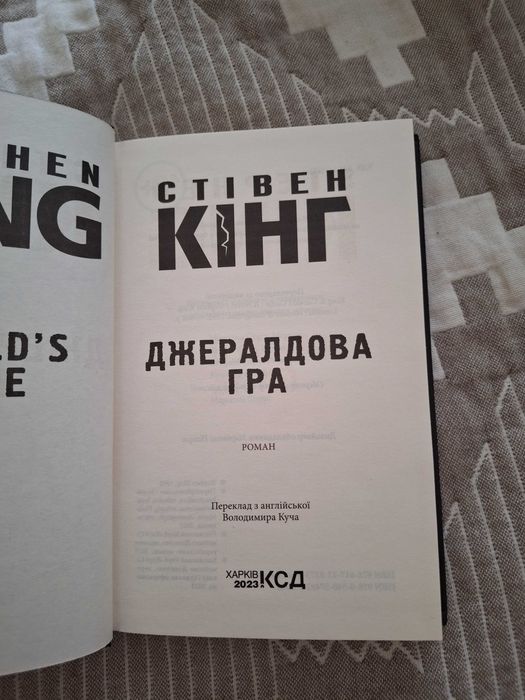 HEN
NG
LD'S
E
СТІВЕН
КІНГ
ДЖЕРАЛДОВА
ГРА
РОМАН
Переклад з англійської
Володимира Куча
ХАРКІВ КСД
2023